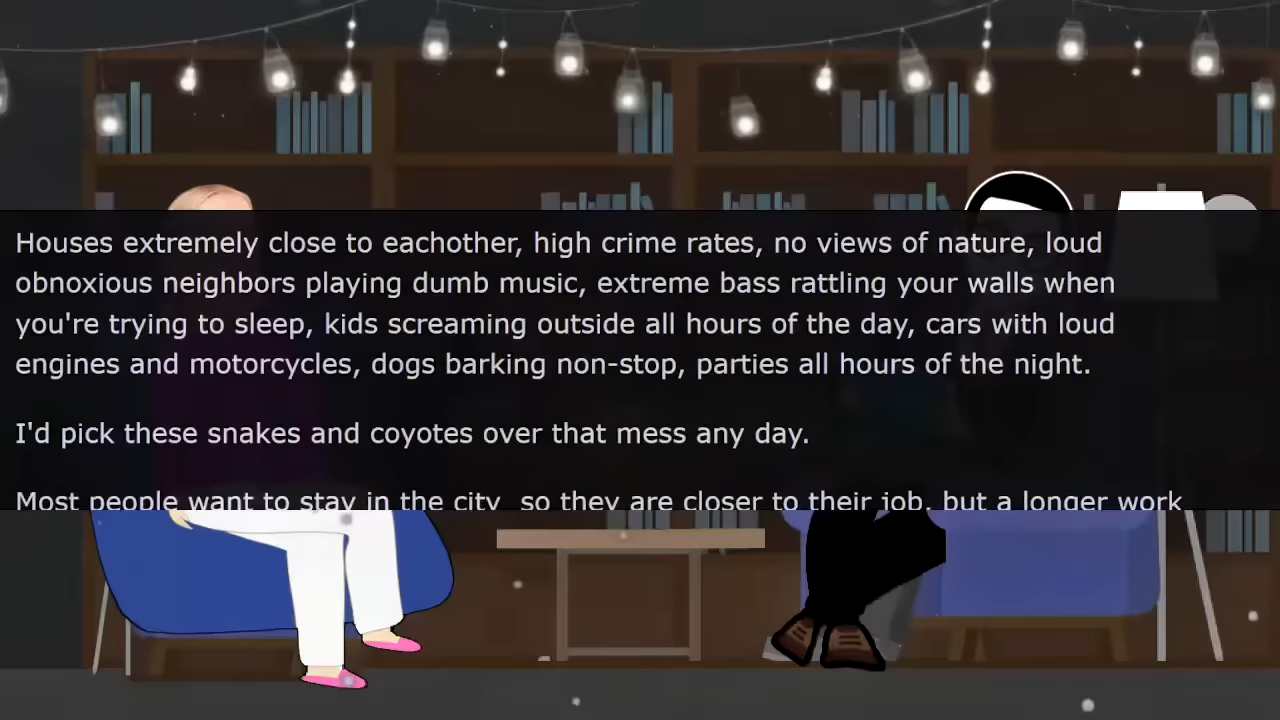 Houses extremely close to eachother, high crime rates, no views of nature, loud
obnoxious neighbors playing dumb music, extreme bass rattling your walls when
you're trying to sleep, kids screaming outside all hours of the day, cars with loud
engines and motorcycles, dogs barking non-stop, parties all hours of the night.
I'd pick these snakes and coyotes over that mess any day.
Most people want to stay in the city  so they are closer to their job, but a longer work